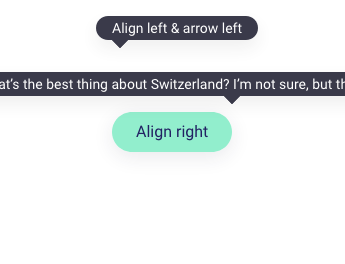 Align left & arrow left
at's the best thing about Switzerland? I'm not sure, but th
Align right